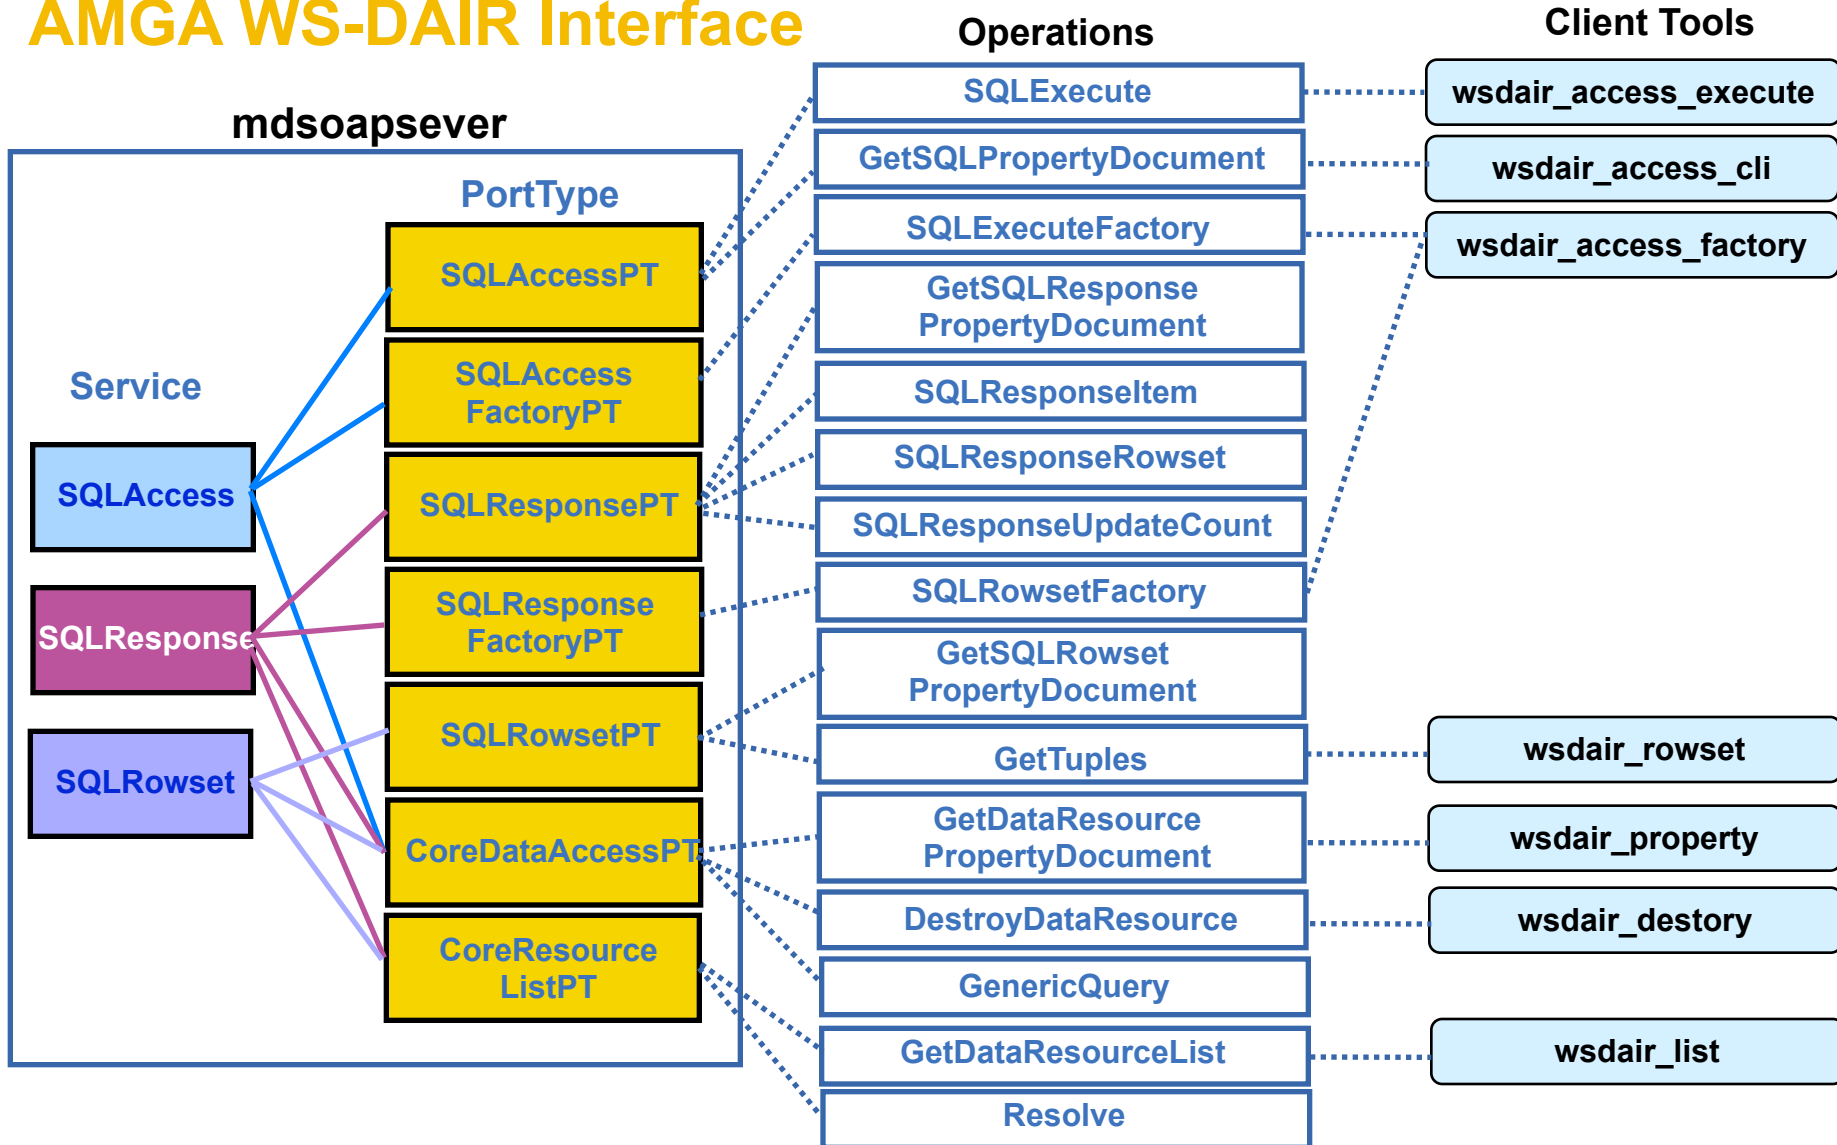 AMGA WS-DAIR Interface
mdsoapsever
Service
SQLAccess
SQLResponse
SQLRowset
PortType
SQLAccessPT
SQLAccess
FactoryPT
SQLResponsePT
SQLResponse
FactoryPT
SQLRowsetPT
CoreDataAccessPT
CoreResource
ListPT
Operations
SQLExecute
GetSQLPropertyDocument
SQLExecuteFactory
GetSQLResponse
PropertyDocument
SQLResponseItem
SQLResponseRowset
SQLResponseUpdateCount
SQLRowsetFactory
GetSQLRowset
PropertyDocument
GetTuples
GetDataResource
PropertyDocument
DestroyDataResource
GenericQuery
GetDataResourceList
Resolve
Client Tools
wsdair_access_execute
wsdair_access_cli
wsdair_access_factory
wsdair_rowset
wsdair_property
wsdair_destory
wsdair_list